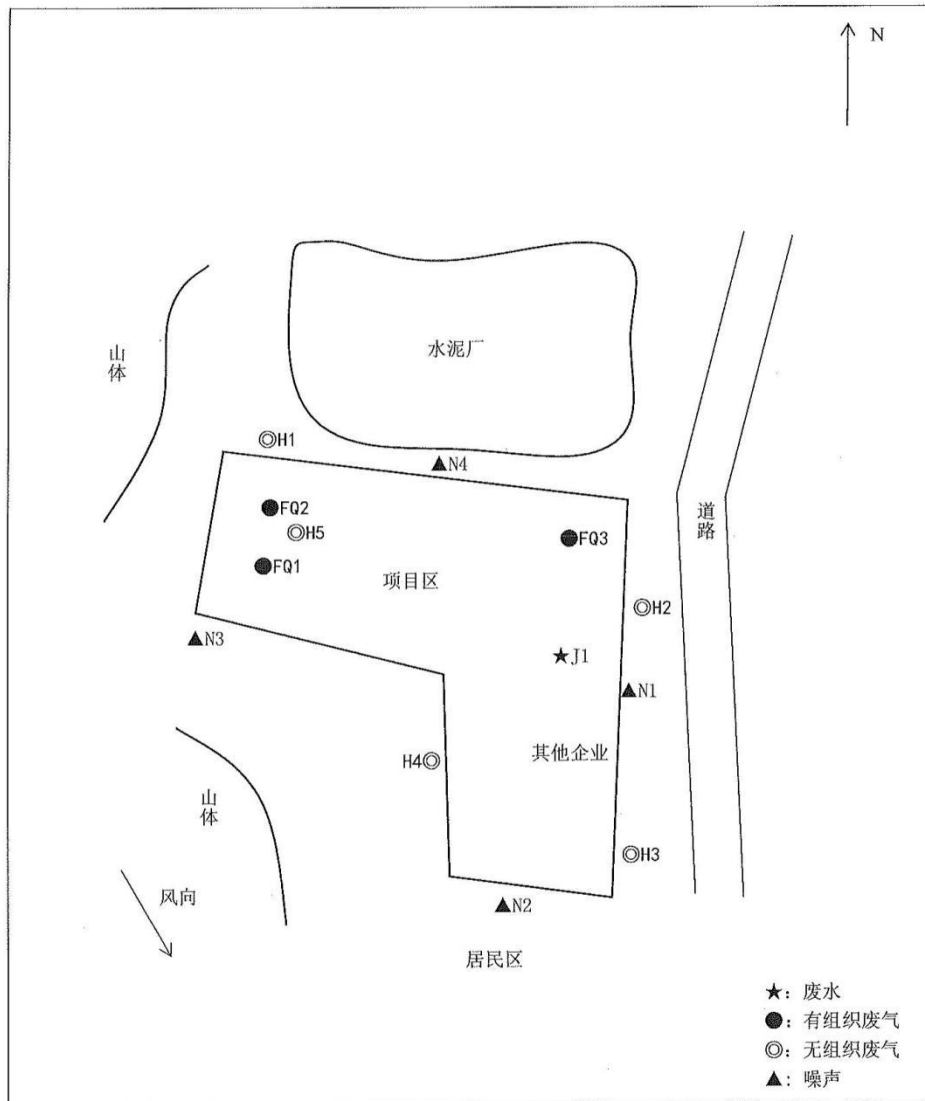 N
水泥厂
山体
H1
N4
FQ2
H5
FQ3
FQ1
道路
项目区
H2
N3
J1
N1
其他企业
H4
山体
H3
风向
N2
居民区
★：废水
●：有组织废气
◎：无组织废气
▲：噪声